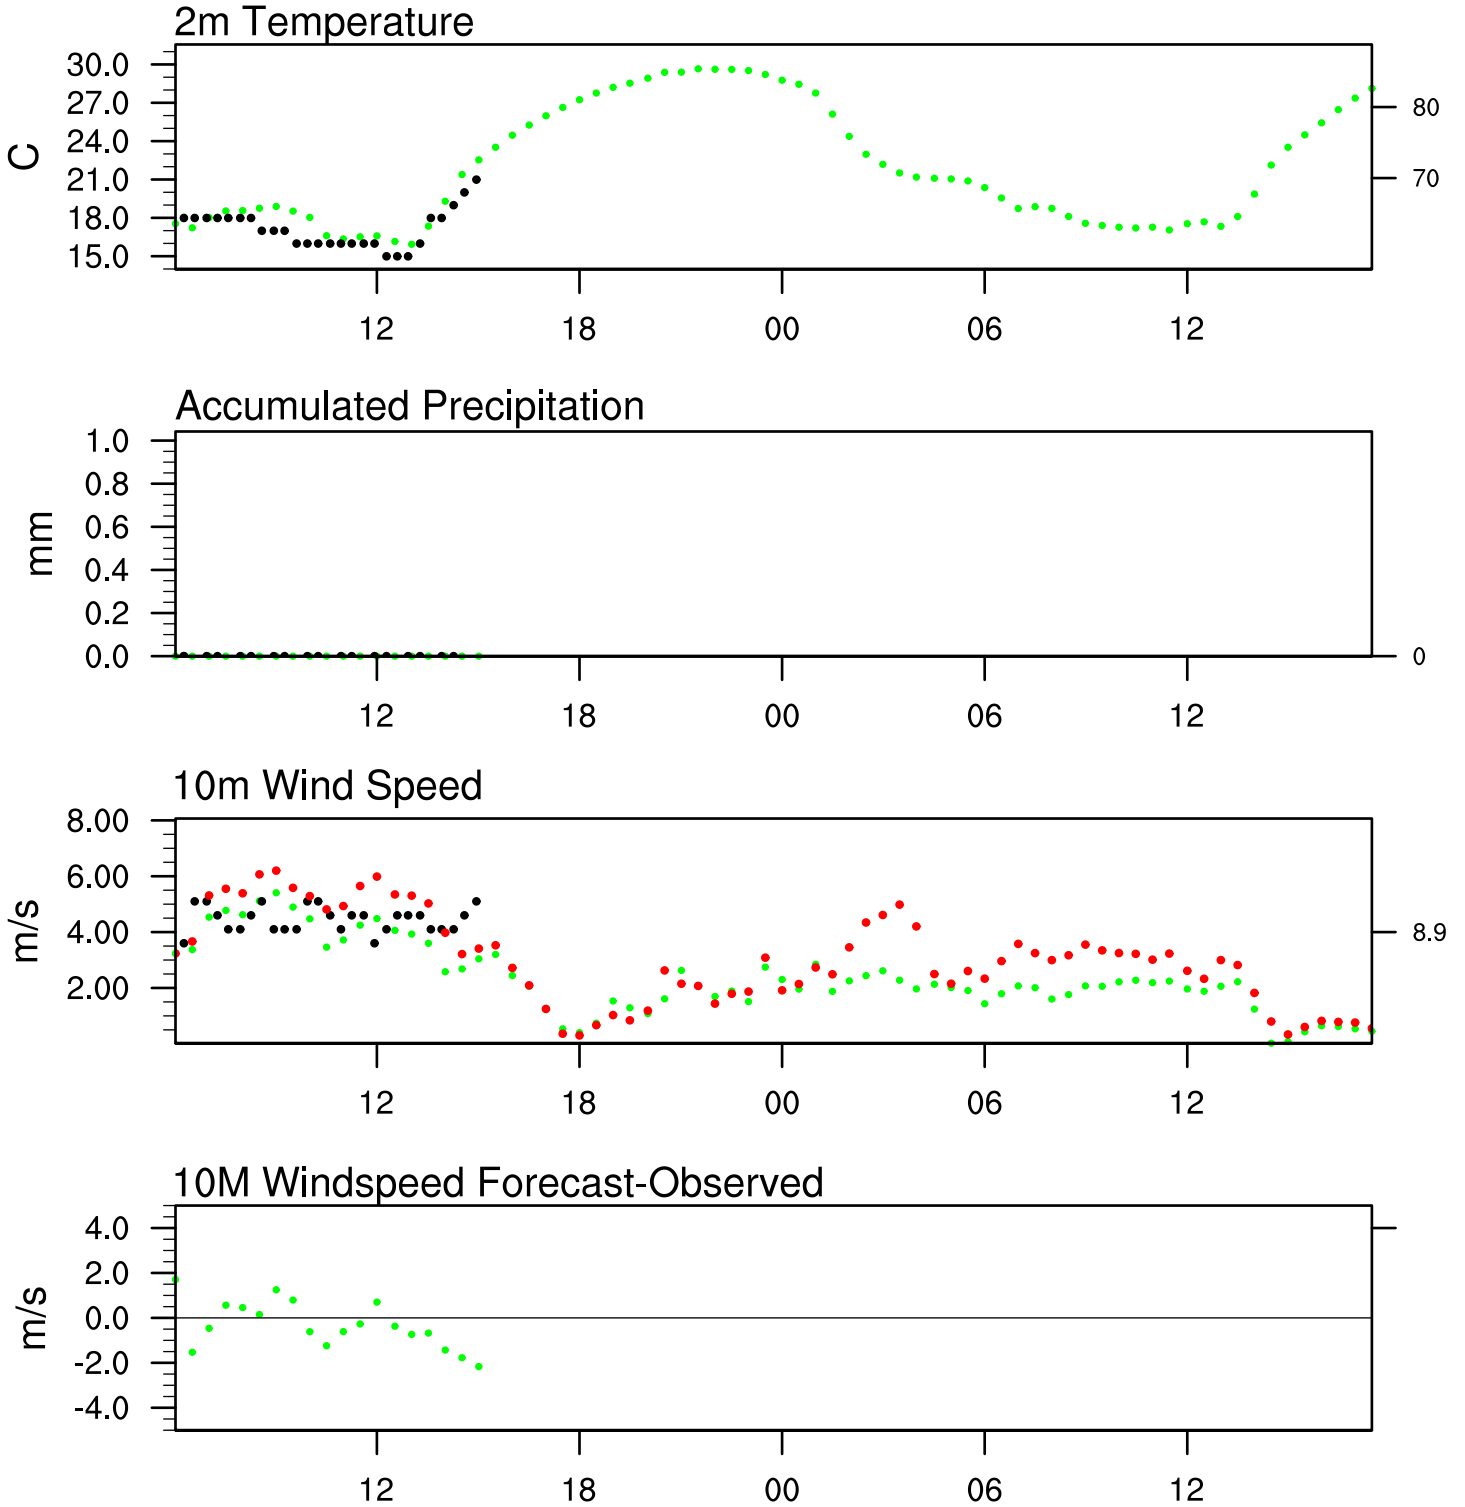 2m Temperature
30.0
27.0
24.0
21.0
18.0
15.0
C
80
70
12 18 00 06 12
Accumulated Precipitation
1.0
0.8
0.6
0.4
0.2
0.0
mm
0
12 18 00 06 12
10m Wind Speed
8.00
6.00
4.00
2.00
m/s
8.9
12 18 00 06 12
10M Windspeed Forecast-Observed
4.0
2.0
0.0
-2.0
-4.0
m/s
12 18 00 06 12